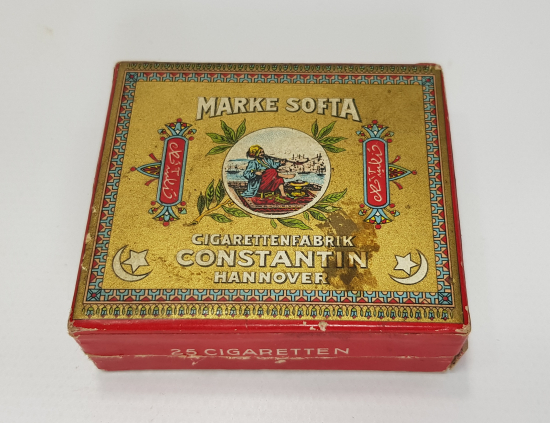 MARKE SOFTA
CIGARETTENFABRIK
CONSTANTIN
HANNOVER
25 CIGARETTEN